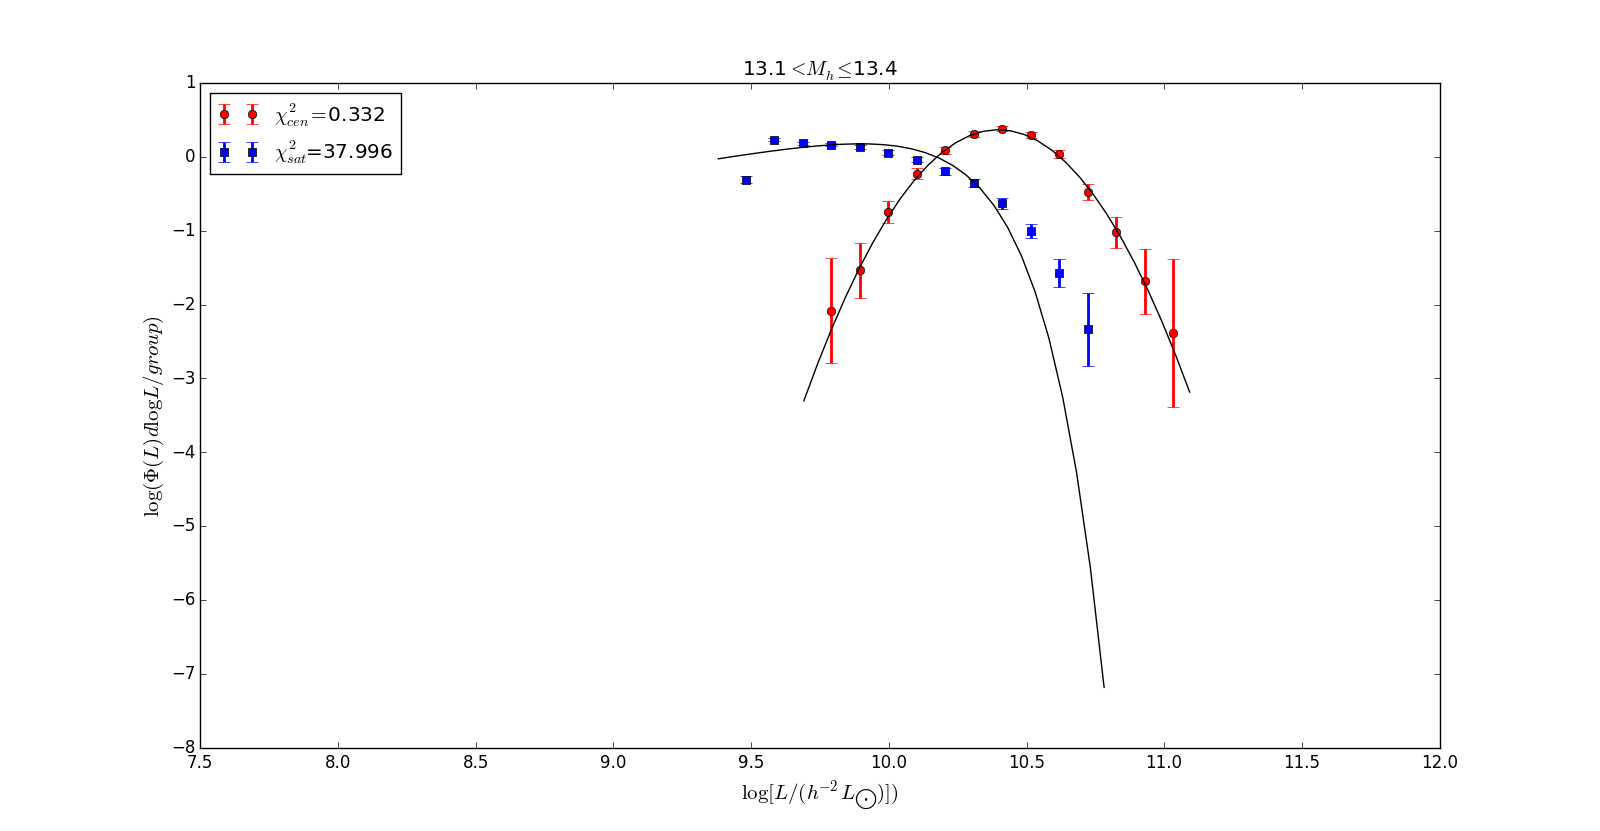 13.1 <M_h ≤13.4
χ²_cen=0.332
χ²_sat=37.996
log(Φ(L)dlogL/group)
1
0
−1
−2
−3
−4
−5
−6
−7
−8
7.5 8.0 8.5 9.0 9.5 10.0 10.5 11.0 11.5 12.0
log[L/(h⁻² L_⊙)])